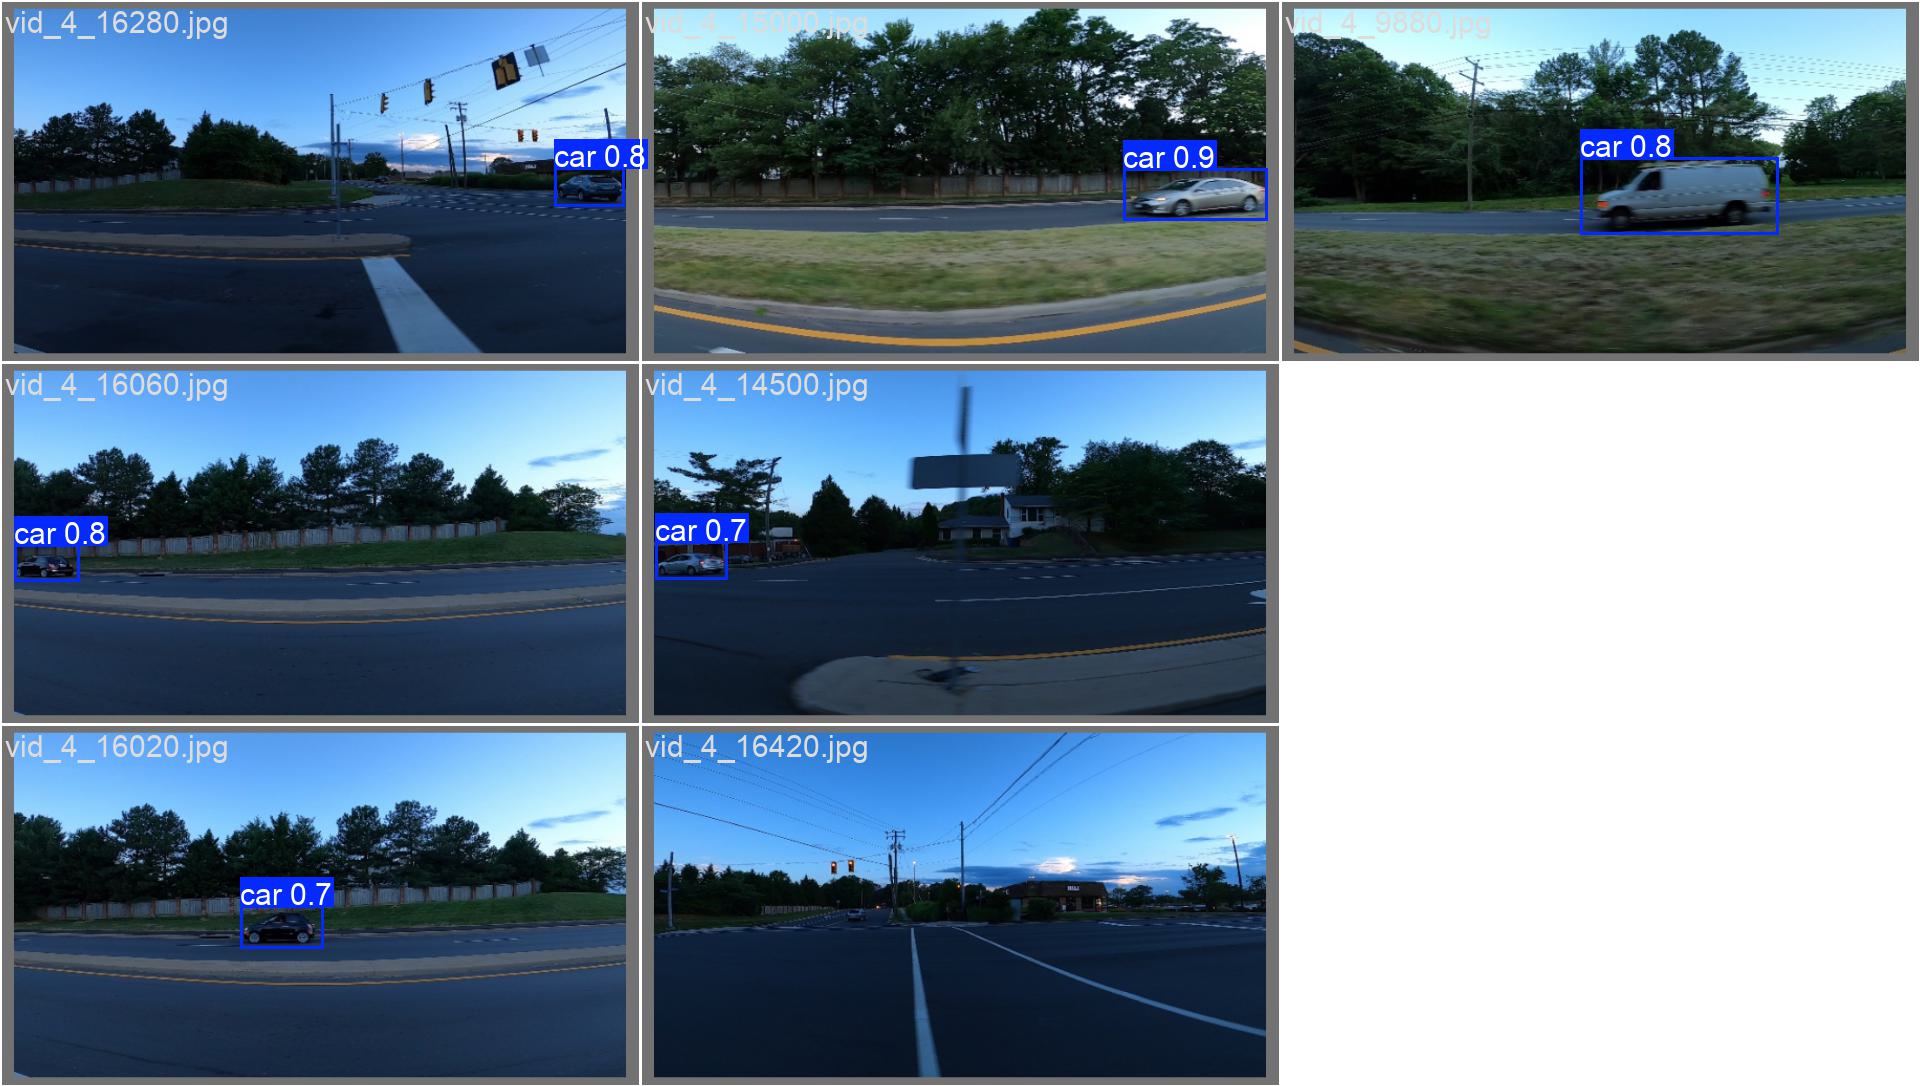 vid_4_16280.jpg
car 0.8
vid_4_15000.jpg
car 0.9
vid_4_9880.jpg
car 0.8
vid_4_16060.jpg
car 0.8
vid_4_14500.jpg
car 0.7
vid_4_16020.jpg
car 0.7
vid_4_16420.jpg